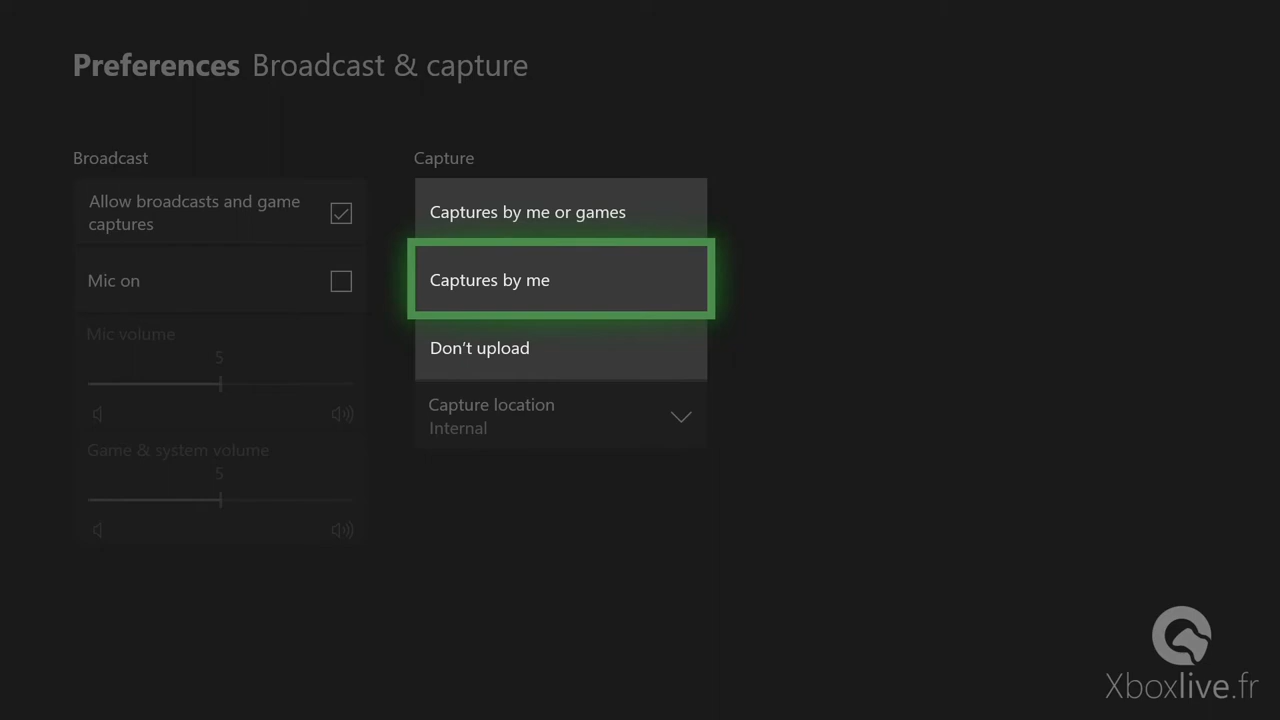 Preferences Broadcast & capture
Broadcast
Allow broadcasts and game
captures
Mic on
Mic volume
5
Game & system volume
5
Capture
Captures by me or games
Captures by me
Don't upload
Capture location
Internal
Xboxlive.fr